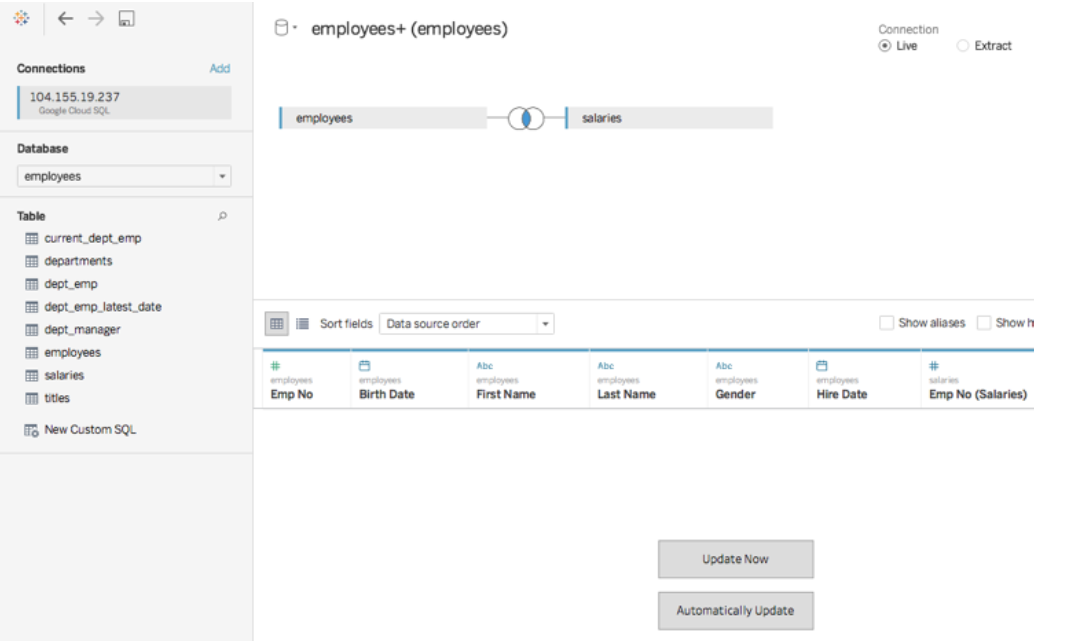 employees+ (employees)
Connection
Live
Extract
Connections
Add
104.155.19.237
Google Cloud SQL
employees
salaries
Database
employees
Table
current_dept_emp
departments
dept_emp
dept_emp_latest_date
dept_manager
employees
salaries
titles
New Custom SQL
Sort fields
Data source order
Show aliases
Show h
#
employees
Emp No
employees
Birth Date
Abc
employees
First Name
Abc
employees
Last Name
Abc
employees
Gender
employees
Hire Date
#
salaries
Emp No (Salaries)
Update Now
Automatically Update